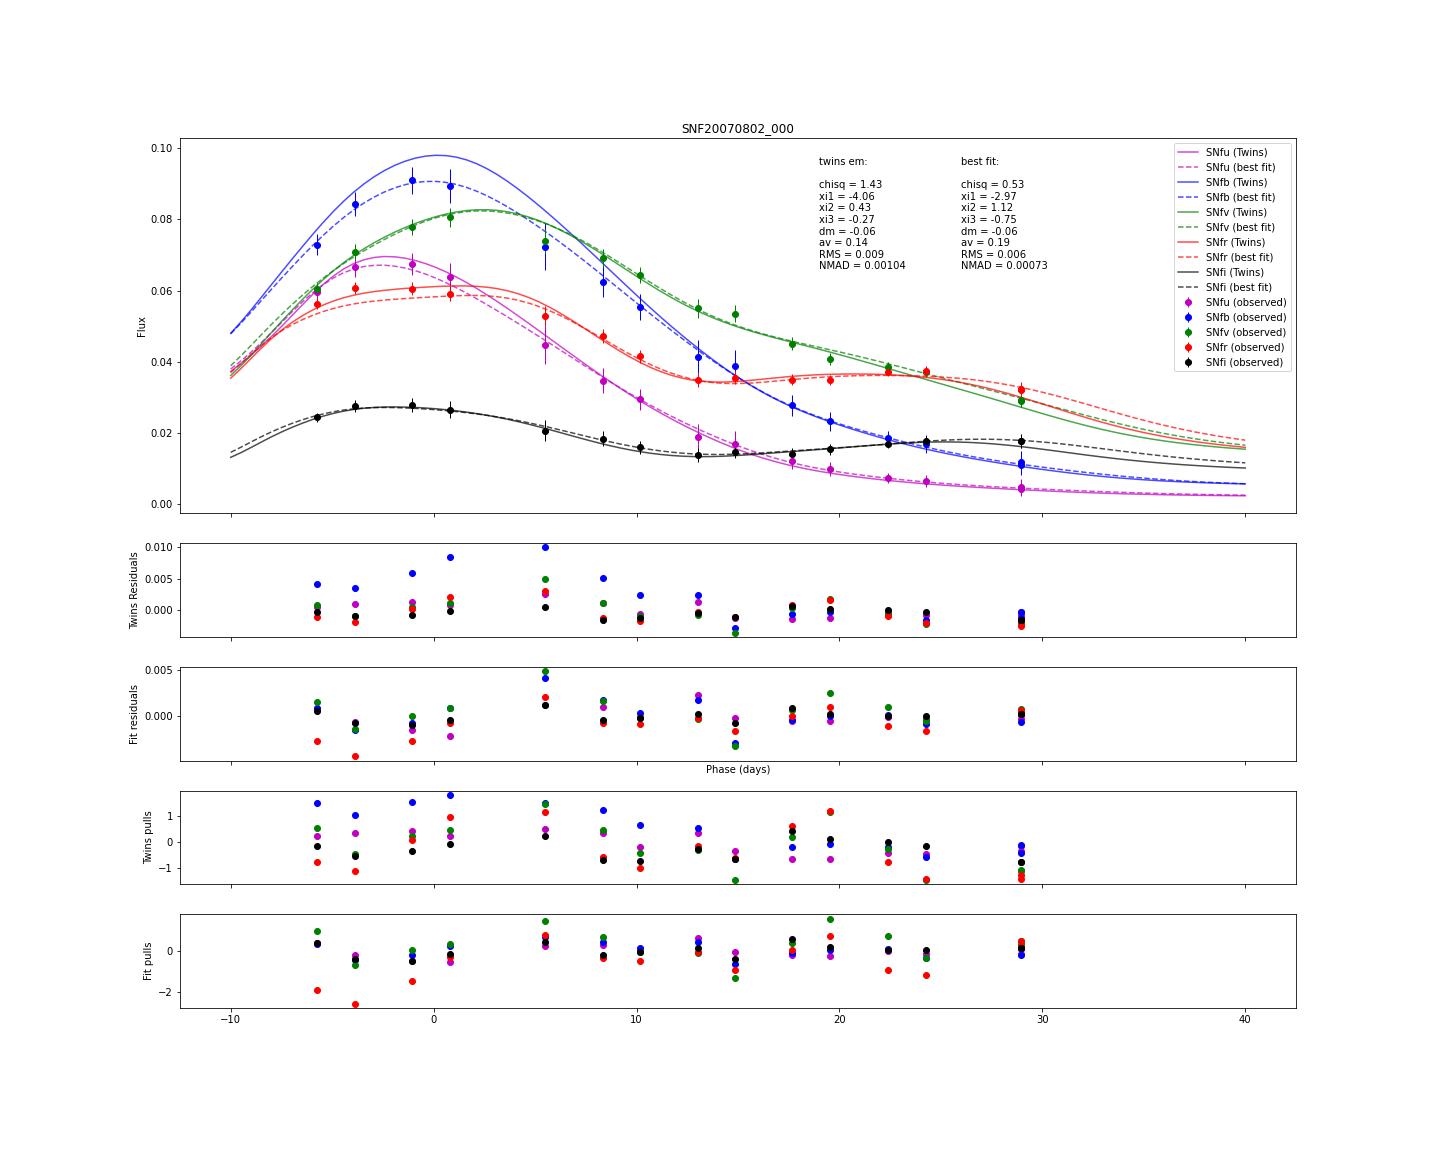 SNF20070802_000
Flux
0.10
0.08
0.06
0.04
0.02
0.00
twins em:
chisq = 1.43
xi1 = -4.06
xi2 = 0.43
xi3 = -0.27
dm = -0.06
av = 0.14
RMS = 0.009
NMAD = 0.00104
best fit:
chisq = 0.53
xi1 = -2.97
xi2 = 1.12
xi3 = -0.75
dm = -0.06
av = 0.19
RMS = 0.006
NMAD = 0.00073
SNfu (Twins)
SNfu (best fit)
SNfb (Twins)
SNfb (best fit)
SNfv (Twins)
SNfv (best fit)
SNfr (Twins)
SNfr (best fit)
SNfi (Twins)
SNfi (best fit)
SNfu (observed)
SNfb (observed)
SNfv (observed)
SNfr (observed)
SNfi (observed)
Twins Residuals
0.010
0.005
0.000
Fit residuals
0.005
0.000
Phase (days)
Twins pulls
1
0
−1
Fit pulls
0
−2
−10
0
10
20
30
40